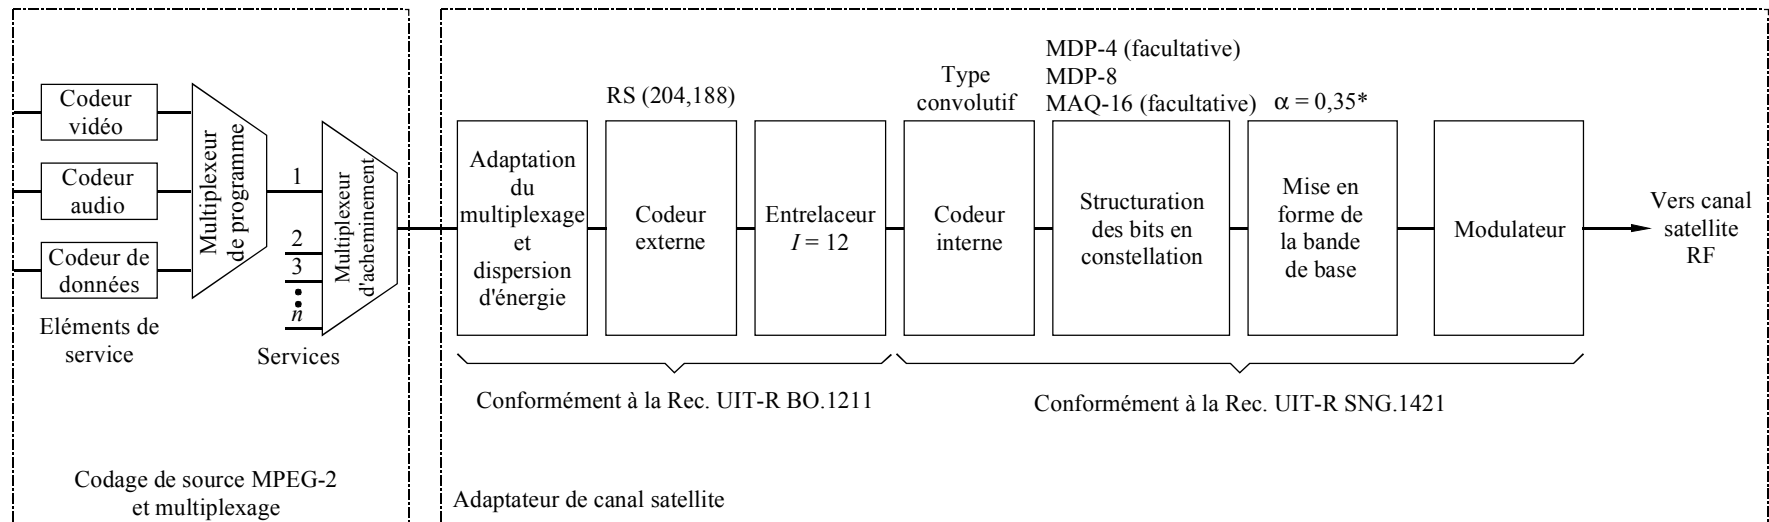 Codeur
vidéo
Codeur
audio
Codeur de
données
Eléments de
service
Multiplexeur
de programme
1
2
3
n
Services
Multiplexeur
d'acheminement
Codage de source MPEG-2
et multiplexage
Adaptation
du
multiplexage
et
dispersion
d'énergie
RS (204,188)
Codeur
externe
Entrelaceur
I = 12
Type
convolutif
Codeur
interne
MDP-4 (facultative)
MDP-8
MAQ-16 (facultative)
Structuration
des bits en
constellation
α = 0,35*
Mise en
forme de
la bande
de base
Modulateur
Vers canal
satellite
RF
Conformément à la Rec. UIT-R BO.1211
Conformément à la Rec. UIT-R SNG.1421
Adaptateur de canal satellite